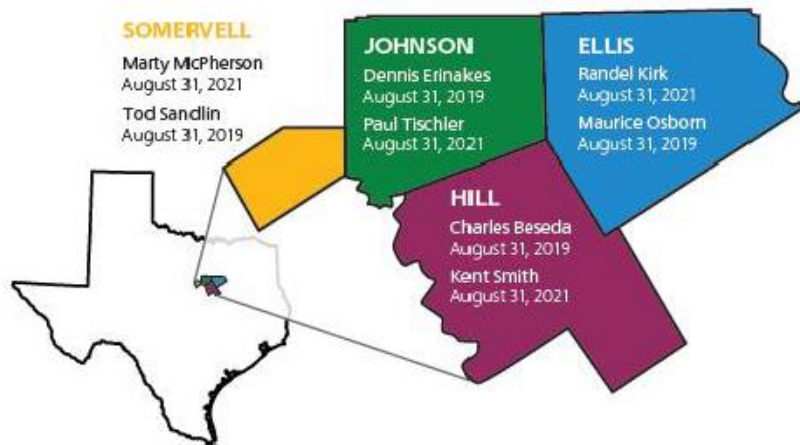 SOMERVELL
Marty McPherson
August 31, 2021
Tod Sandlin
August 31, 2019
JOHNSON
Dennis Erinakes
August 31, 2019
Paul Tischler
August 31, 2021
ELLIS
Randel Kirk
August 31, 2021
Maurice Osborn
August 31, 2019
HILL
Charles Beseda
August 31, 2019
Kent Smith
August 31, 2021